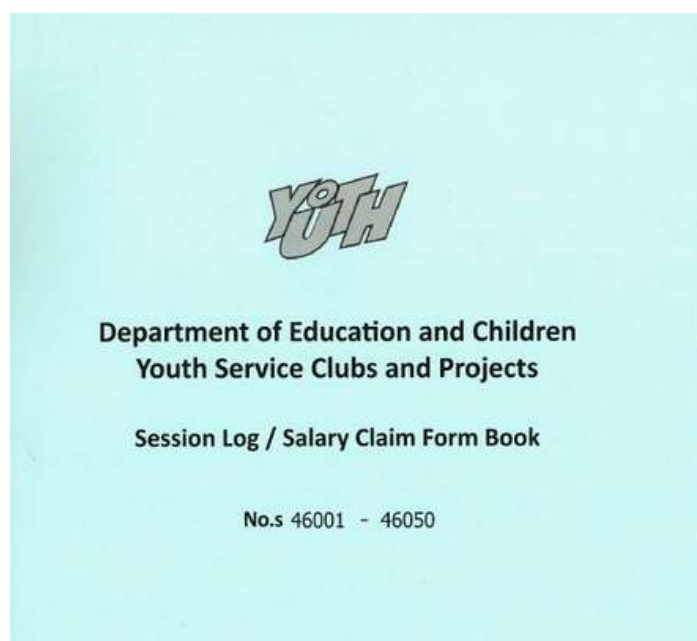 YOUTH
Department of Education and Children
Youth Service Clubs and Projects
Session Log / Salary Claim Form Book
No.s 46001 - 46050